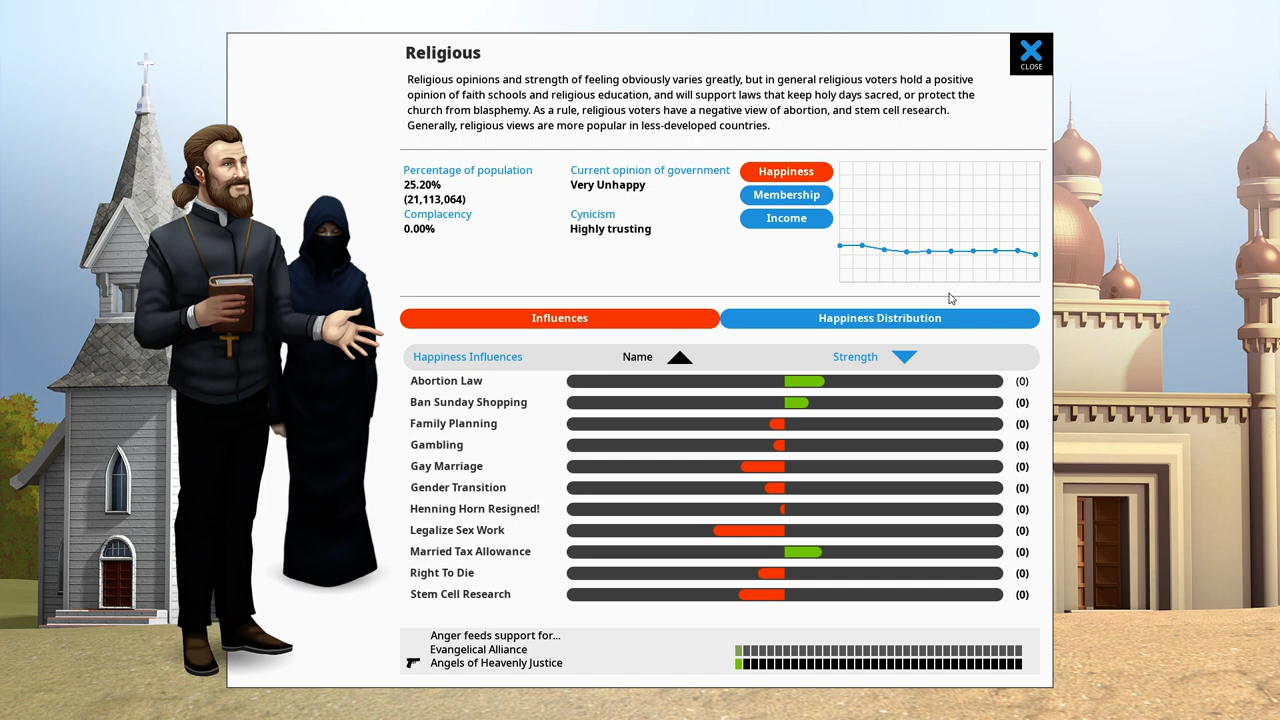 Religious
CLOSE
Religious opinions and strength of feeling obviously varies greatly, but in general religious voters hold a positive
opinion of faith schools and religious education, and will support laws that keep holy days sacred, or protect the
church from blasphemy. As a rule, religious voters have a negative view of abortion, and stem cell research.
Generally, religious views are more popular in less-developed countries.
Percentage of population
25.20%
(21,113,064)
Complacency
0.00%
Current opinion of government
Very Unhappy
Cynicism
Highly trusting
Happiness
Membership
Income
Influences
Happiness Distribution
Happiness Influences Name Strength
Abortion Law (0)
Ban Sunday Shopping (0)
Family Planning (0)
Gambling (0)
Gay Marriage (0)
Gender Transition (0)
Henning Horn Resigned! (0)
Legalize Sex Work (0)
Married Tax Allowance (0)
Right To Die (0)
Stem Cell Research (0)
Anger feeds support for...
Evangelical Alliance
Angels of Heavenly Justice